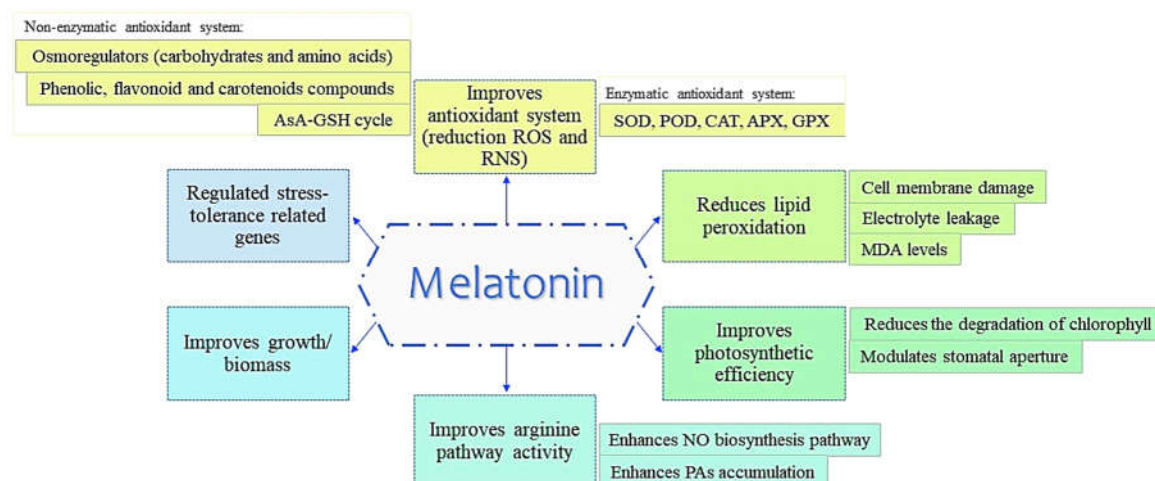 Non-enzymatic antioxidant system:
Osmoregulators (carbohydrates and amino acids)
Phenolic, flavonoid and carotenoids compounds
AsA-GSH cycle
Improves
antioxidant system
(reduction ROS and
RNS)
Enzymatic antioxidant system:
SOD, POD, CAT, APX, GPX
Regulated stress-
tolerance related
genes
Reduces lipid
peroxidation
Cell membrane damage
Electrolyte leakage
MDA levels
Melatonin
Improves growth/
biomass
Improves
photosynthetic
efficiency
Reduces the degradation of chlorophyll
Modulates stomatal aperture
Improves arginine
pathway activity
Enhances NO biosynthesis pathway
Enhances PAs accumulation